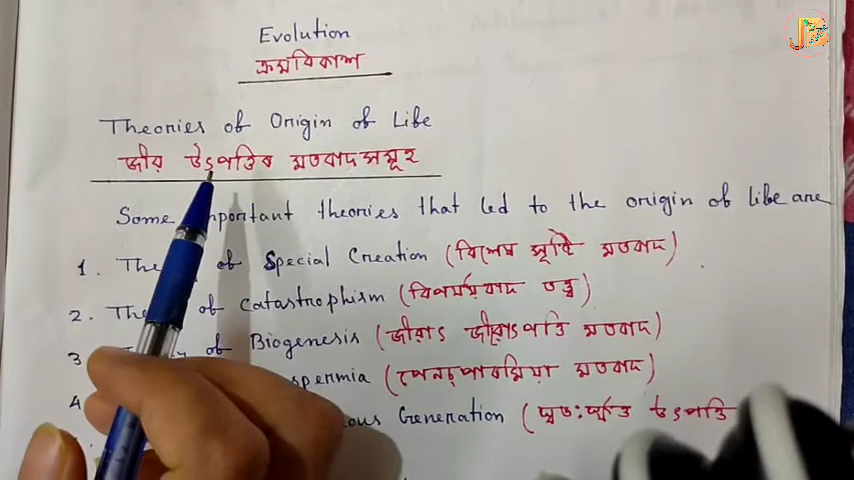 Evolution
ক্রমবিকাশ
Theories of Origin of Life
জীৱ উৎপত্তিৰ মতবাদসমূহ
Some important theories that led to the origin of life are
1. of Special Creation (বিশেষ সৃষ্টি মতবাদ)
2. of Catastrophism (বিপৰ্যয়বাদ তত্ত্ব)
3 of Biogenesis (জীৱাৎ জীৱোৎপত্তি মতবাদ)
4 spermia (পেনস্পাৰমিয়া মতবাদ)
Generation (স্বতঃস্ফূৰ্ত উৎপত্তি